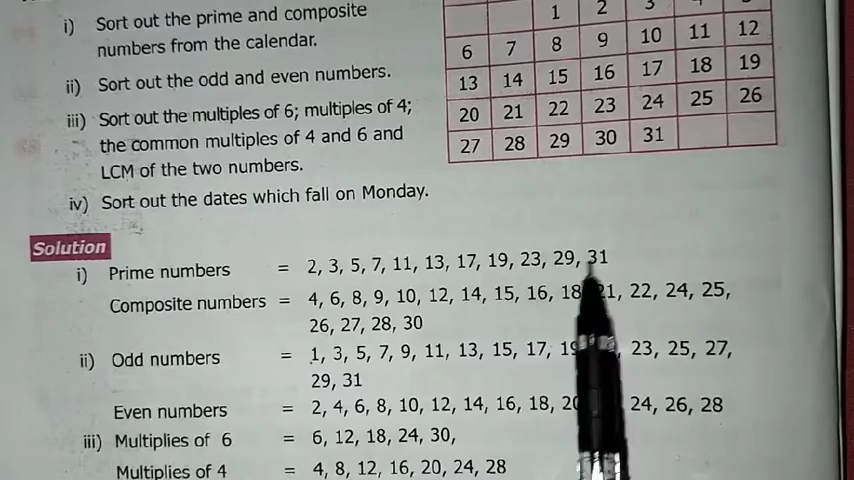 i) Sort out the prime and composite
numbers from the calendar.
ii) Sort out the odd and even numbers.
iii) Sort out the multiples of 6; multiples of 4;
the common multiples of 4 and 6 and
LCM of the two numbers.
iv) Sort out the dates which fall on Monday.
1 2 3
6 7 8 9 10 11 12
13 14 15 16 17 18 19
20 21 22 23 24 25 26
27 28 29 30 31
Solution
i) Prime numbers = 2, 3, 5, 7, 11, 13, 17, 19, 23, 29, 31
Composite numbers = 4, 6, 8, 9, 10, 12, 14, 15, 16, 18 21, 22, 24, 25,
26, 27, 28, 30
ii) Odd numbers = 1, 3, 5, 7, 9, 11, 13, 15, 17, 19 23, 25, 27,
29, 31
Even numbers = 2, 4, 6, 8, 10, 12, 14, 16, 18, 20 24, 26, 28
iii) Multiplies of 6 = 6, 12, 18, 24, 30,
Multiples of 4 = 4, 8, 12, 16, 20, 24, 28